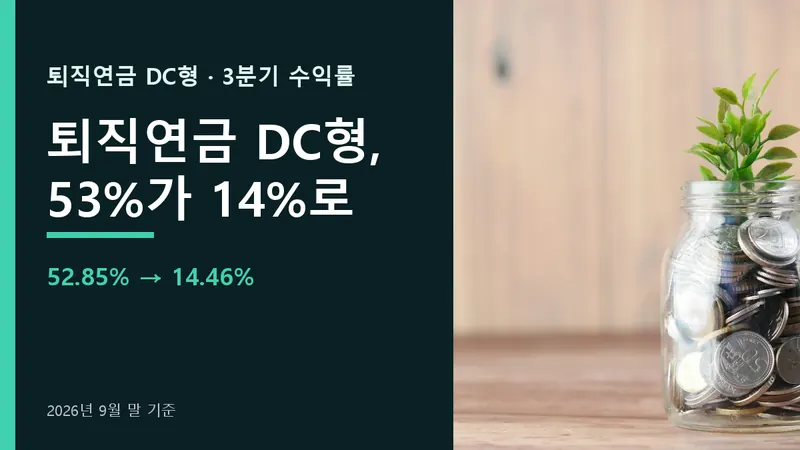 퇴직연금 DC형 · 3분기 수익률
퇴직연금 DC형,
53%가 14%로
52.85% → 14.46%
2026년 9월 말 기준